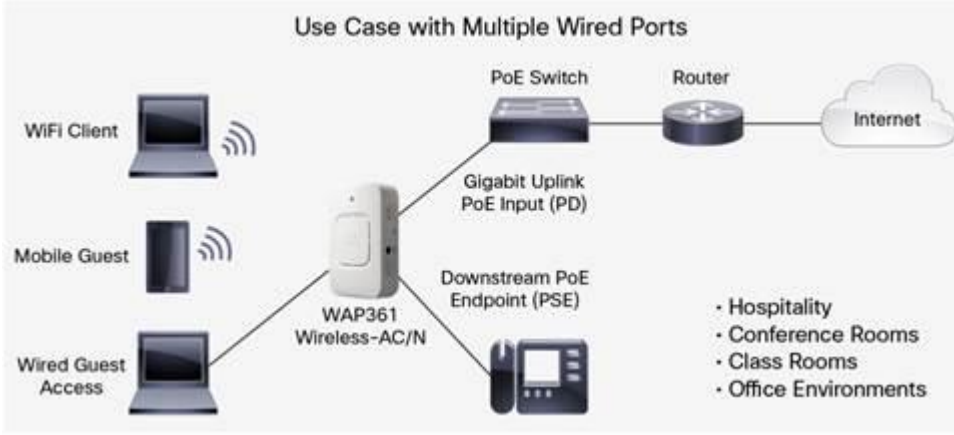 Use Case with Multiple Wired Ports
PoE Switch
Router
WiFi Client
Internet
Gigabit Uplink
PoE Input (PD)
Mobile Guest
Downstream PoE
Endpoint (PSE)
WAP361
Wireless-AC/N
Wired Guest
Access
· Hospitality
· Conference Rooms
· Class Rooms
· Office Environments